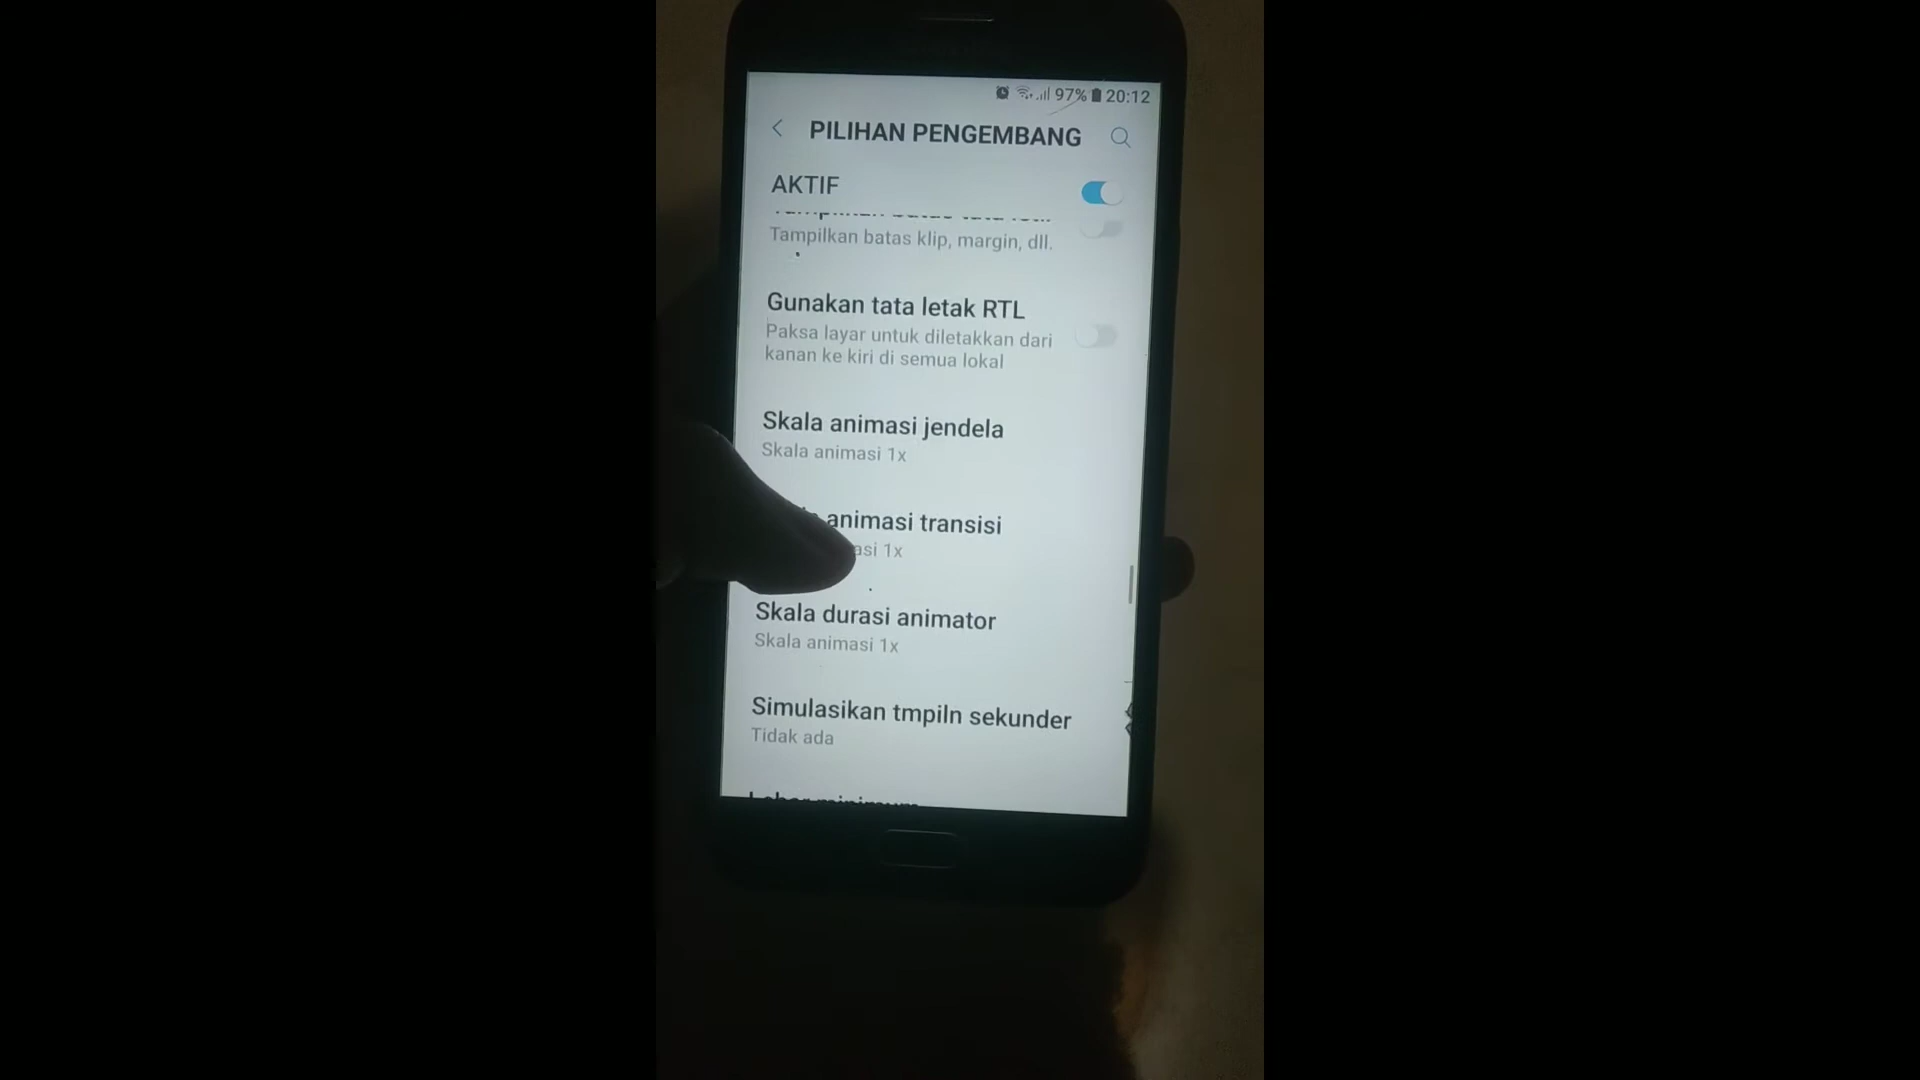 97% 20:12
PILIHAN PENGEMBANG
AKTIF
Tampilkan batas klip, margin, dll.
Gunakan tata letak RTL
Paksa layar untuk diletakkan dari
kanan ke kiri di semua lokal
Skala animasi jendela
Skala animasi 1x
animasi transisi
1x
Skala durasi animator
Skala animasi 1x
Simulasikan tmpiln sekunder
Tidak ada